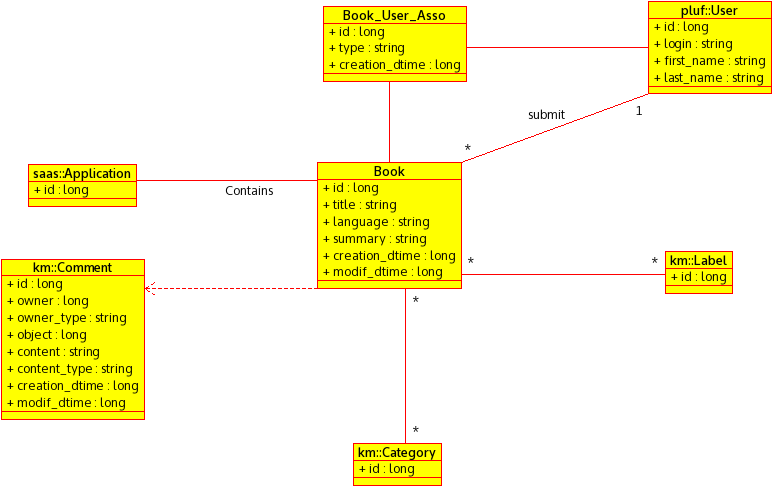 Book_User_Asso
+ id : long
+ type : string
+ creation_dtime : long
pluf::User
+ id : long
+ login : string
+ first_name : string
+ last_name : string
submit
1
*
saas::Application
+ id : long
Contains
Book
+ id : long
+ title : string
+ language : string
+ summary : string
+ creation_dtime : long
+ modif_dtime : long
*
*
km::Label
+ id : long
km::Comment
+ id : long
+ owner : long
+ owner_type : string
+ object : long
+ content : string
+ content_type : string
+ creation_dtime : long
+ modif_dtime : long
*
*
km::Category
+ id : long